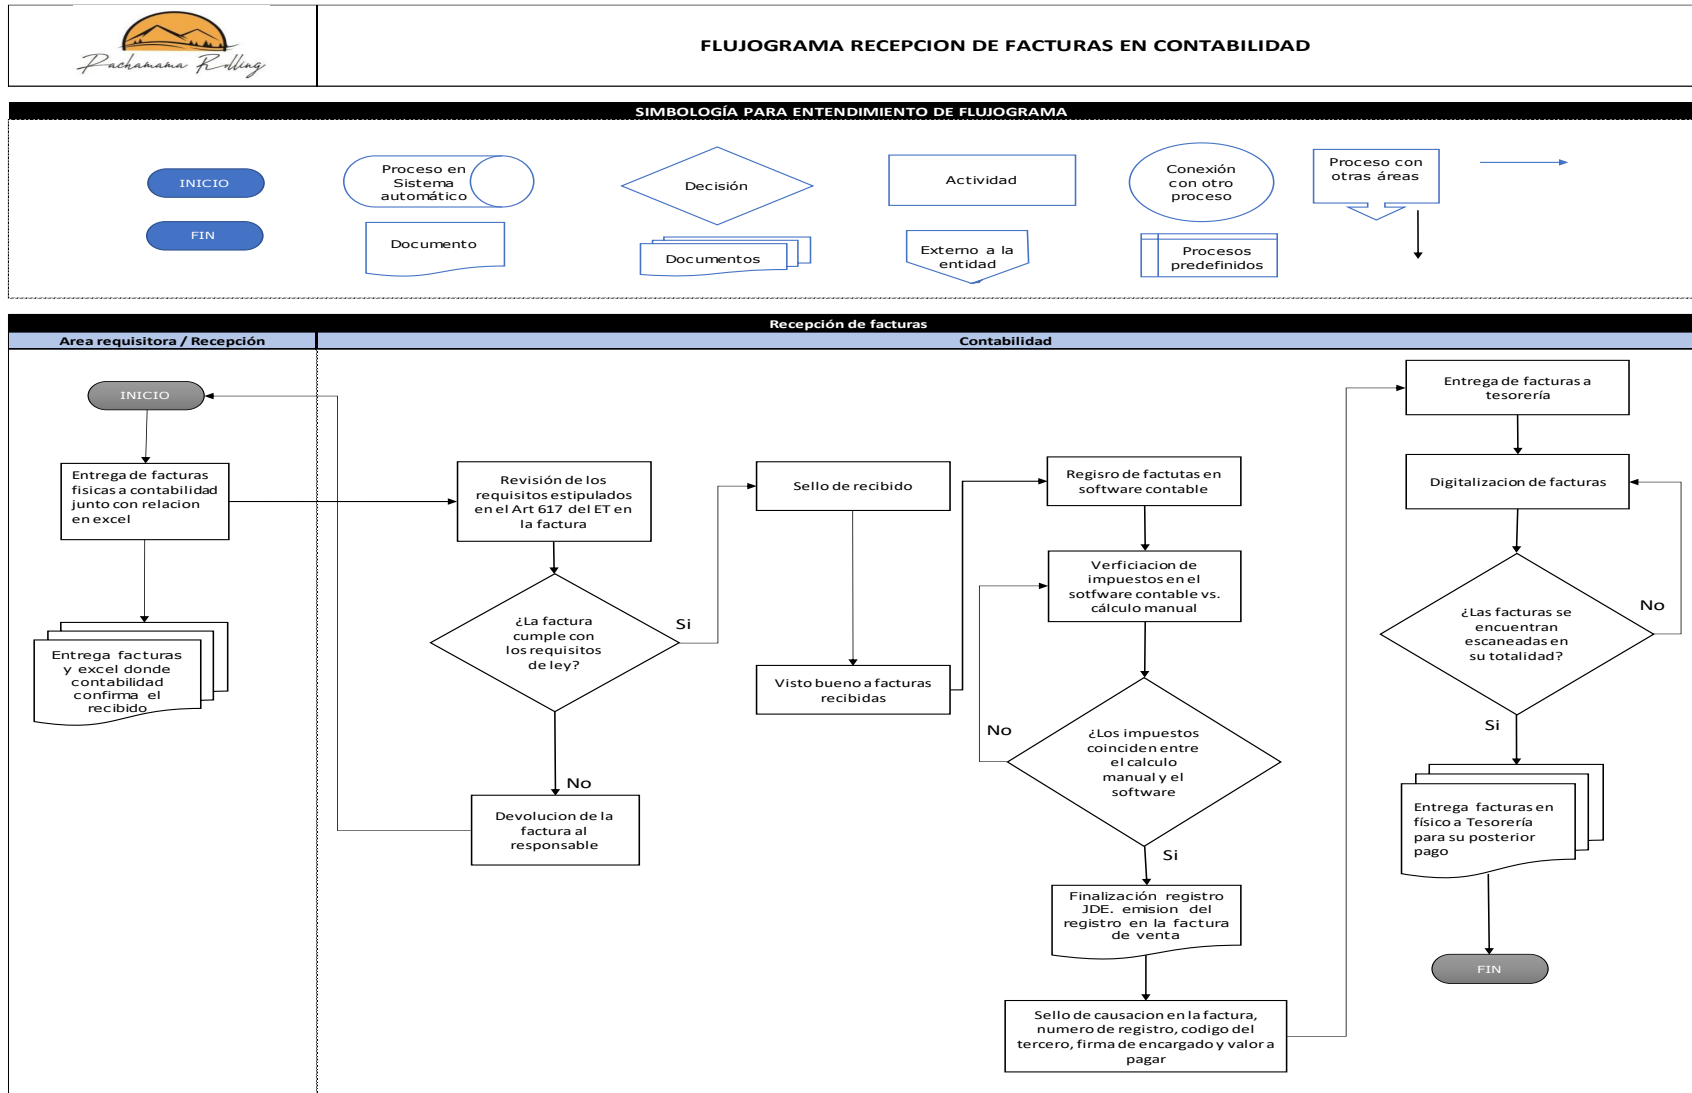 Pachamama Rolling
FLUJOGRAMA RECEPCION DE FACTURAS EN CONTABILIDAD
SIMBOLOGÍA PARA ENTENDIMIENTO DE FLUJOGRAMA
INICIO
Proceso en
Sistema
automático
Decisión
Actividad
Conexión
con otro
proceso
Proceso con
otras áreas
FIN
Documento
Documentos
Externo a la
entidad
Procesos
predefinidos
Recepción de facturas
Area requisitora / Recepción
Contabilidad
INICIO
Entrega de facturas
fisicas a contabilidad
junto con relacion
en excel
Entrega facturas
y excel donde
contabilidad
confirma el
recibido
Revisión de los
requisitos estipulados
en el Art 617 del ET en
la factura
¿La factura
cumple con
los requisitos
de ley?
Si
No
Devolucion de la
factura al
responsable
Sello de recibido
Visto bueno a facturas
recibidas
Regisro de factutas en
software contable
Verficiacion de
impuestos en el
sotfware contable vs.
cálculo manual
No
¿Los impuestos
coinciden entre
el calculo
manual y el
software
Si
Finalización registro
JDE. emision del
registro en la factura
de venta
Sello de causacion en la factura,
numero de registro, codigo del
tercero, firma de encargado y valor a
pagar
Entrega de facturas a
tesorería
Digitalizacion de facturas
¿Las facturas se
encuentran
escaneadas en
su totalidad?
No
Si
Entrega facturas en
físico a Tesorería
para su posterior
pago
FIN